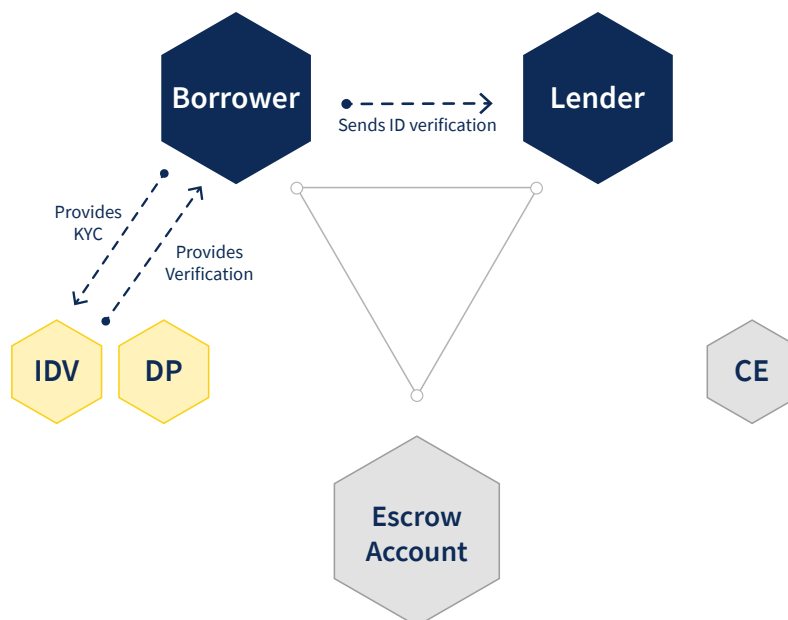 Borrower
Lender
Sends ID verification
Provides
KYC
Provides
Verification
IDV
DP
CE
Escrow
Account